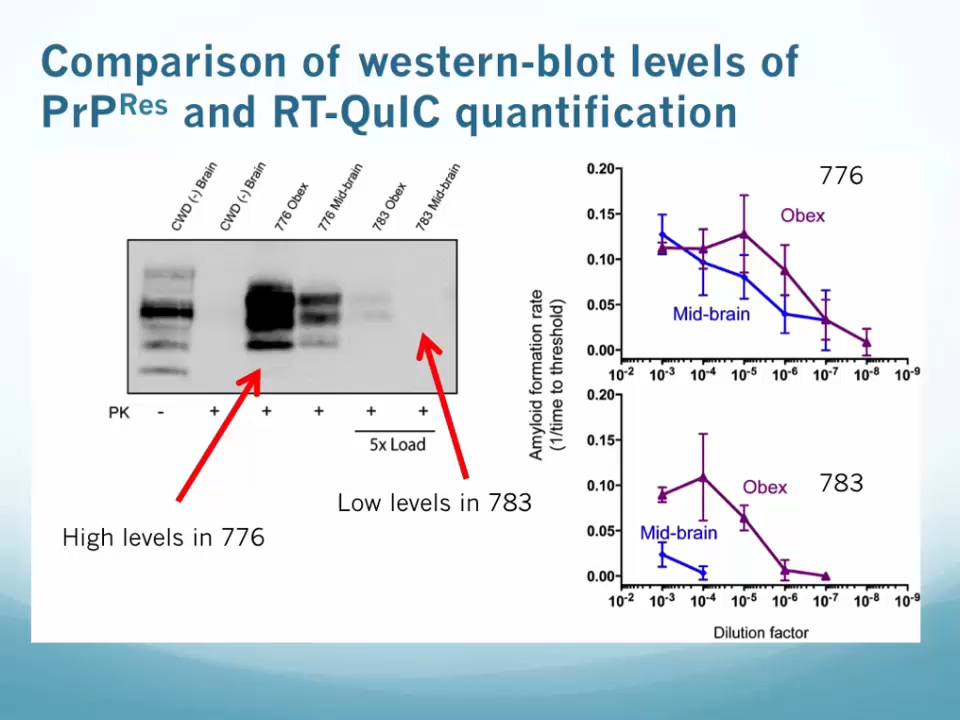 Comparison of western-blot levels of
PrPRes and RT-QuIC quantification
CWD (-) Brain
CWD (-) Brain
776 Obex
776 Mid-brain
783 Obex
783 Mid-brain
PK - + + + + +
5x Load
High levels in 776
Low levels in 783
Amyloid formation rate
(1/time to threshold)
776
0.20
0.15
0.10
0.05
0.00
Obex
Mid-brain
10-2 10-3 10-4 10-5 10-6 10-7 10-8 10-9
783
0.20
0.15
0.10
0.05
0.00
Obex
Mid-brain
10-2 10-3 10-4 10-5 10-6 10-7 10-8 10-9
Dilution factor